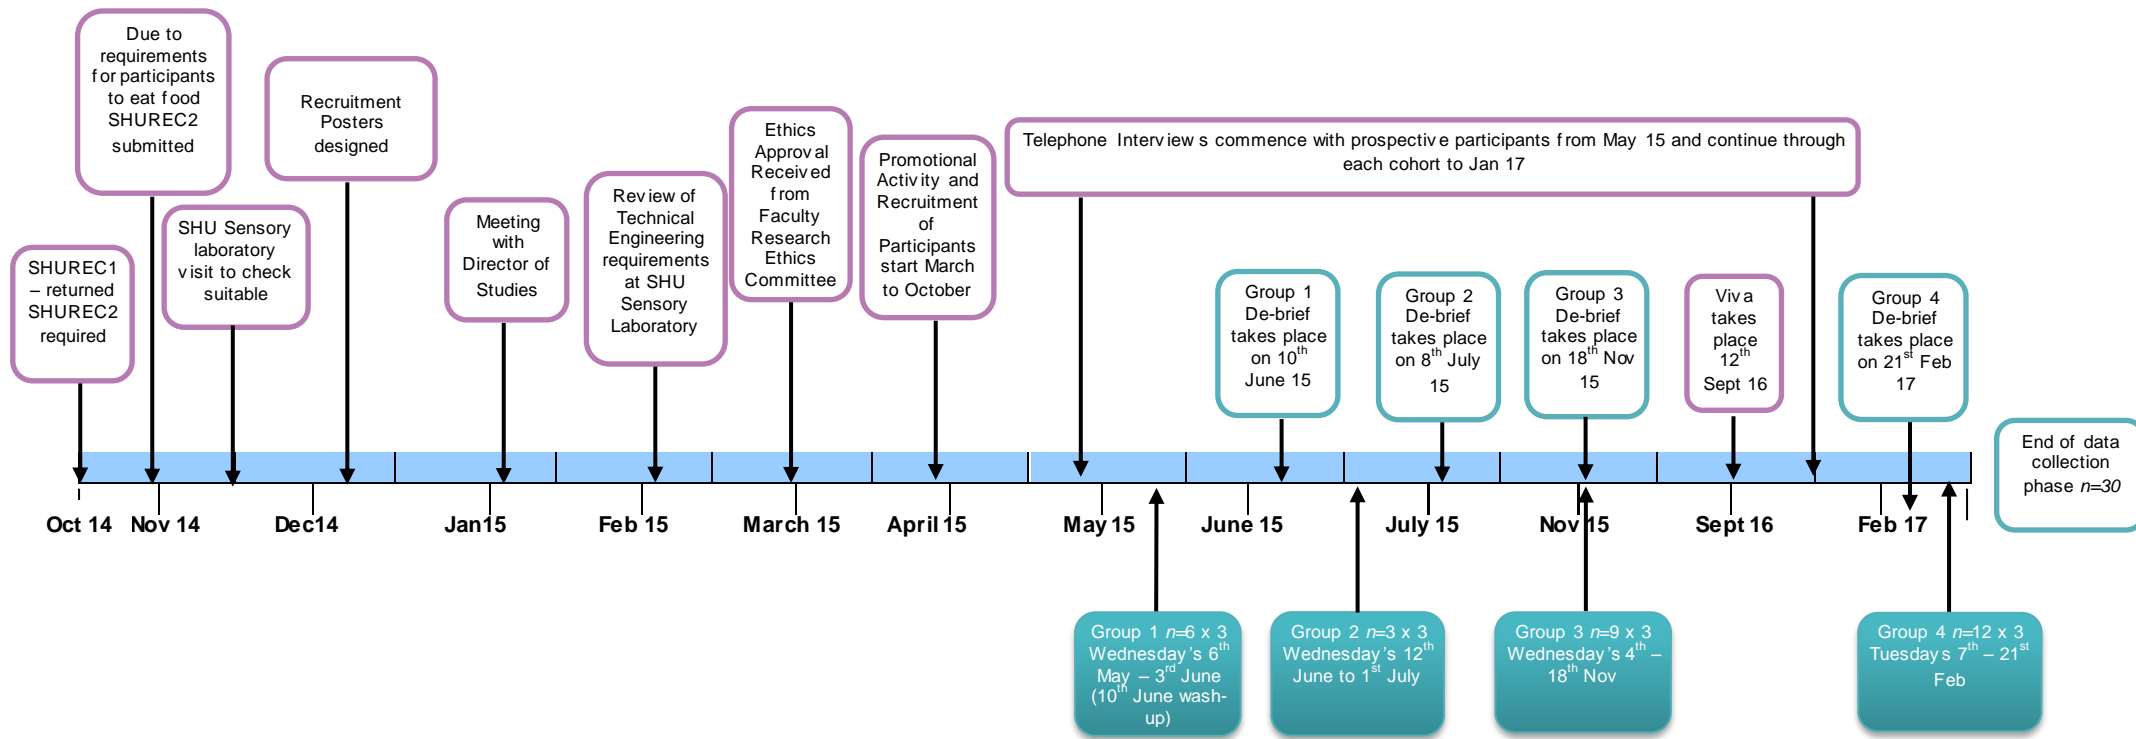 Due to
requirements
for participants
to eat food
SHUREC2
submitted
Recruitment
Posters
designed
SHUREC1
– returned
SHUREC2
required
SHU Sensory
laboratory
visit to check
suitable
Meeting
with
Director of
Studies
Review of
Technical
Engineering
requirements
at SHU
Sensory
Laboratory
Ethics
Approval
Received
from
Faculty
Research
Ethics
Committee
Promotional
Activity and
Recruitment
of
Participants
start March
to October
Telephone Interviews commence with prospective participants from May 15 and continue through
each cohort to Jan 17
Group 1
De-brief
takes place
on 10th
June 15
Group 2
De-brief
takes place
on 8th July
15
Group 3
De-brief
takes place
on 18th Nov
15
Viva
takes
place
12th
Sept 16
Group 4
De-brief
takes place
on 21st Feb
17
End of data
collection
phase n=30
Oct 14 Nov 14 Dec14 Jan15 Feb 15 March 15 April 15 May 15 June 15 July 15 Nov 15 Sept 16 Feb 17
Group 1 n=6 x 3
Wednesday's 6th
May – 3rd June
(10th June wash-
up)
Group 2 n=3 x 3
Wednesday's 12th
June to 1st July
Group 3 n=9 x 3
Wednesday's 4th –
18th Nov
Group 4 n=12 x 3
Tuesdays 7th – 21st
Feb